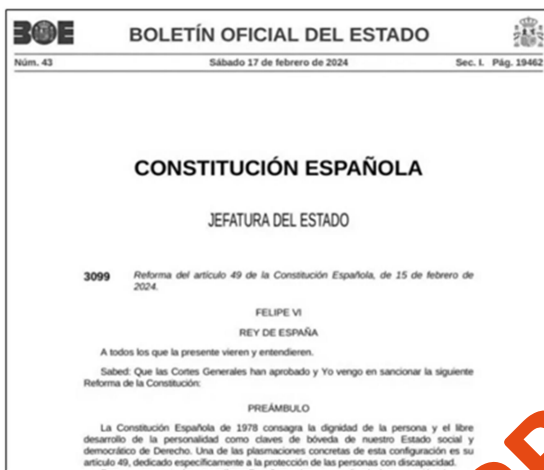 BOE
BOLETÍN OFICIAL DEL ESTADO
Núm. 43
Sábado 17 de febrero de 2024
Sec. I. Pág. 19462
CONSTITUCIÓN ESPAÑOLA
JEFATURA DEL ESTADO
3099
Reforma del artículo 49 de la Constitución Española, de 15 de febrero de
2024.
FELIPE VI
REY DE ESPAÑA
A todos los que la presente vieren y entendieren.
Sabed: Que las Cortes Generales han aprobado y Yo vengo en sancionar la siguiente
Reforma de la Constitución:
PREÁMBULO
La Constitución Española de 1978 consagra la dignidad de la persona y el libre
desarrollo de la personalidad como claves de bóveda de nuestro Estado social y
democrático de Derecho. Una de las plasmaciones concretas de esta configuración es su
artículo 49, dedicado específicamente a la protección de las personas con discapacidad.